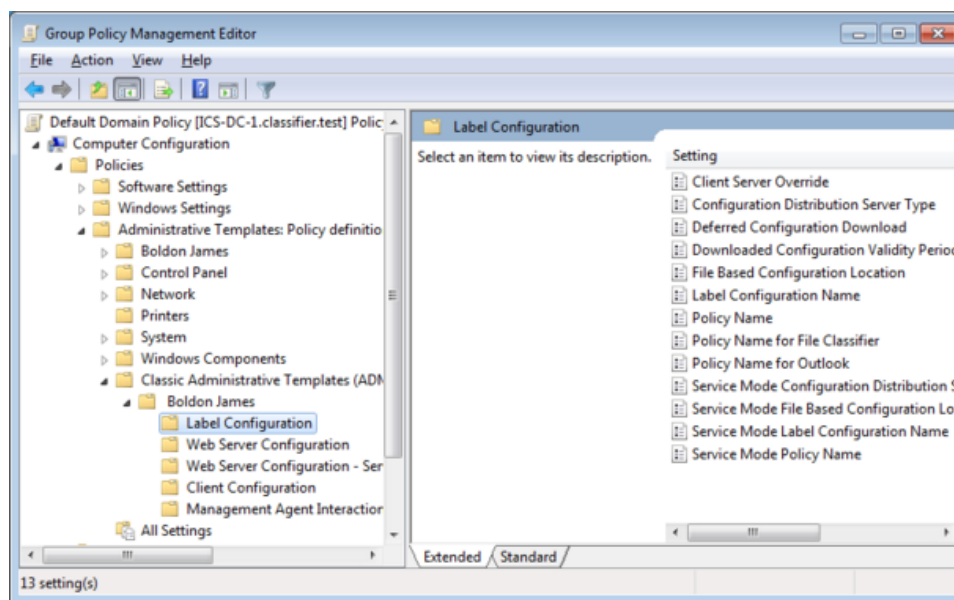 Group Policy Management Editor
File Action View Help
Default Domain Policy [ICS-DC-1.classifier.test] Polic
Computer Configuration
Policies
Software Settings
Windows Settings
Administrative Templates: Policy definitio
Boldon James
Control Panel
Network
Printers
System
Windows Components
Classic Administrative Templates (ADM
Boldon James
Label Configuration
Web Server Configuration
Web Server Configuration - Ser
Client Configuration
Management Agent Interaction
All Settings
Label Configuration
Select an item to view its description.
Setting
Client Server Override
Configuration Distribution Server Type
Deferred Configuration Download
Downloaded Configuration Validity Period
File Based Configuration Location
Label Configuration Name
Policy Name
Policy Name for File Classifier
Policy Name for Outlook
Service Mode Configuration Distribution S
Service Mode File Based Configuration Lo
Service Mode Label Configuration Name
Service Mode Policy Name
Extended Standard
13 setting(s)